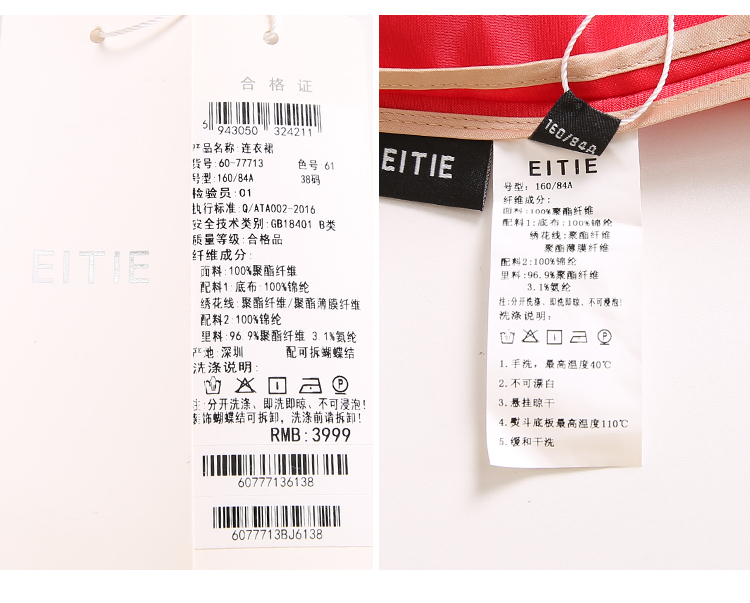 EITIE
合格证
6 943050 324211
产品名称: 连衣裙
货号: 60-77713 色号 61
号型: 160/84A 38码
检验员: 01
执行标准: Q/ATA002-2016
安全技术类别: GB18401 B类
质量等级: 合格品
纤维成分:
面料: 100%聚酯纤维
配料1: 底布: 100%锦纶
绣花线: 聚酯纤维/聚酯薄膜纤维
配料2: 100%锦纶
里料: 96.9%聚酯纤维 3.1%氨纶
产地: 深圳 配可拆蝴蝶结
洗涤说明:
注: 分开洗涤、即洗即晾、不可浸泡!
装饰蝴蝶结可拆卸, 洗涤前请拆卸!
RMB: 3999
60777136138
6077713BJ6138
160/84A
EITIE
EITIE
号型: 160/84A
纤维成分:
面料: 100%聚酯纤维
配料1: 底布: 100%锦纶
绣花线: 聚酯纤维/
聚酯薄膜纤维
配料2: 100%锦纶
里料: 96.9%聚酯纤维
3.1%氨纶
注: 分开洗涤、即洗即晾、不可浸泡!
洗涤说明:
1.手洗, 最高温度40℃
2.不可漂白
3.悬挂晾干
4.熨斗底板最高温度110℃
5.缓和干洗